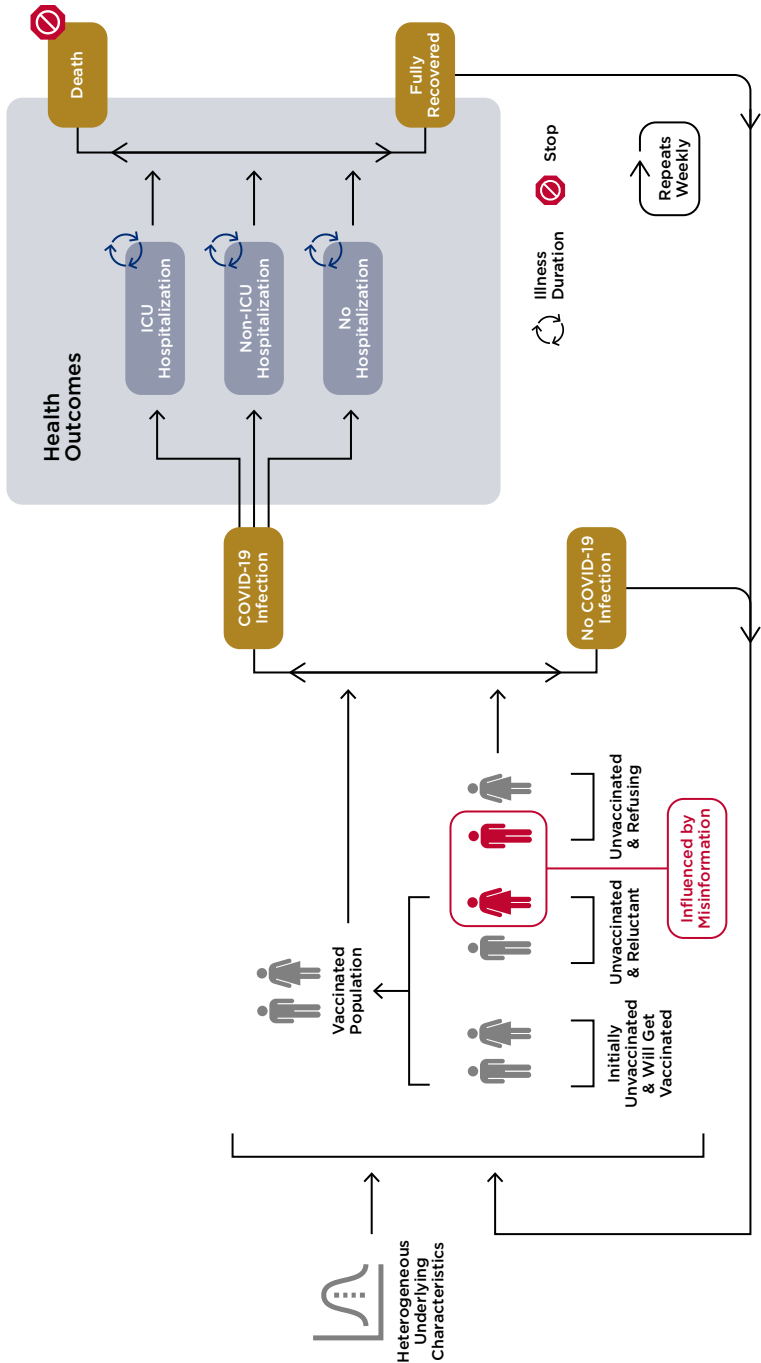 Heterogeneous
Underlying
Characteristics
Vaccinated
Population
Initially
Unvaccinated
& Will Get
Vaccinated
Unvaccinated
& Reluctant
Unvaccinated
& Refusing
Influenced by
Misinformation
COVID-19
Infection
No COVID-19
Infection
Health
Outcomes
ICU
Hospitalization
Non-ICU
Hospitalization
No
Hospitalization
Death
Fully
Recovered
Illness
Duration
Stop
Repeats
Weekly